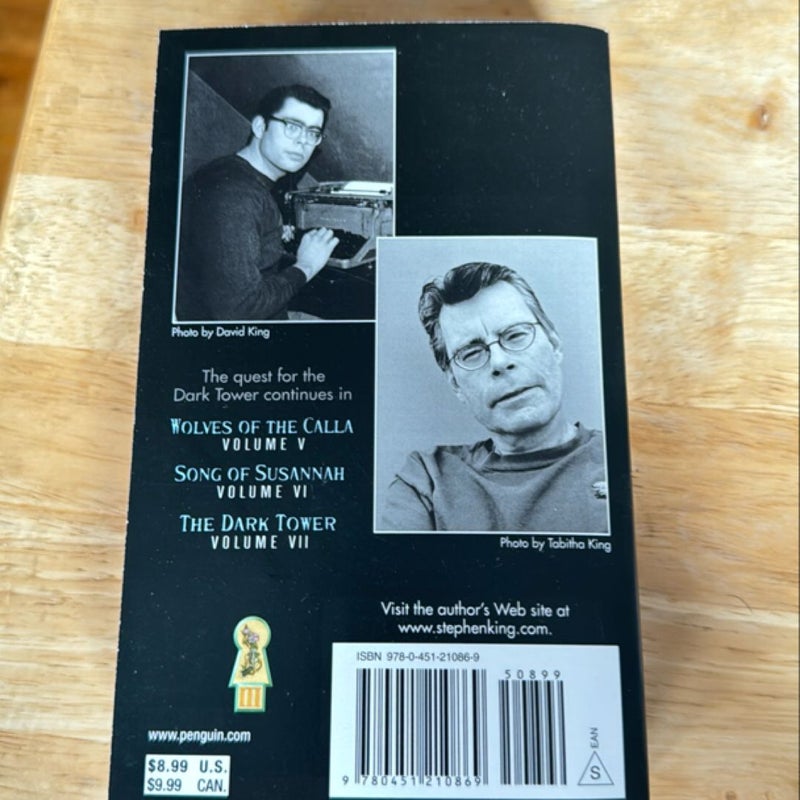 Photo by David King
The quest for the
Dark Tower continues in
WOLVES OF THE CALLA
VOLUME V
SONG OF SUSANNAH
VOLUME VI
THE DARK TOWER
VOLUME VII
Photo by Tabitha King
Visit the author's Web site at
www.stephenking.com.
III
www.penguin.com
$8.99 U.S.
$9.99 CAN.
ISBN 978-0-451-21086-9
50899
9 780451 210869
EAN
S